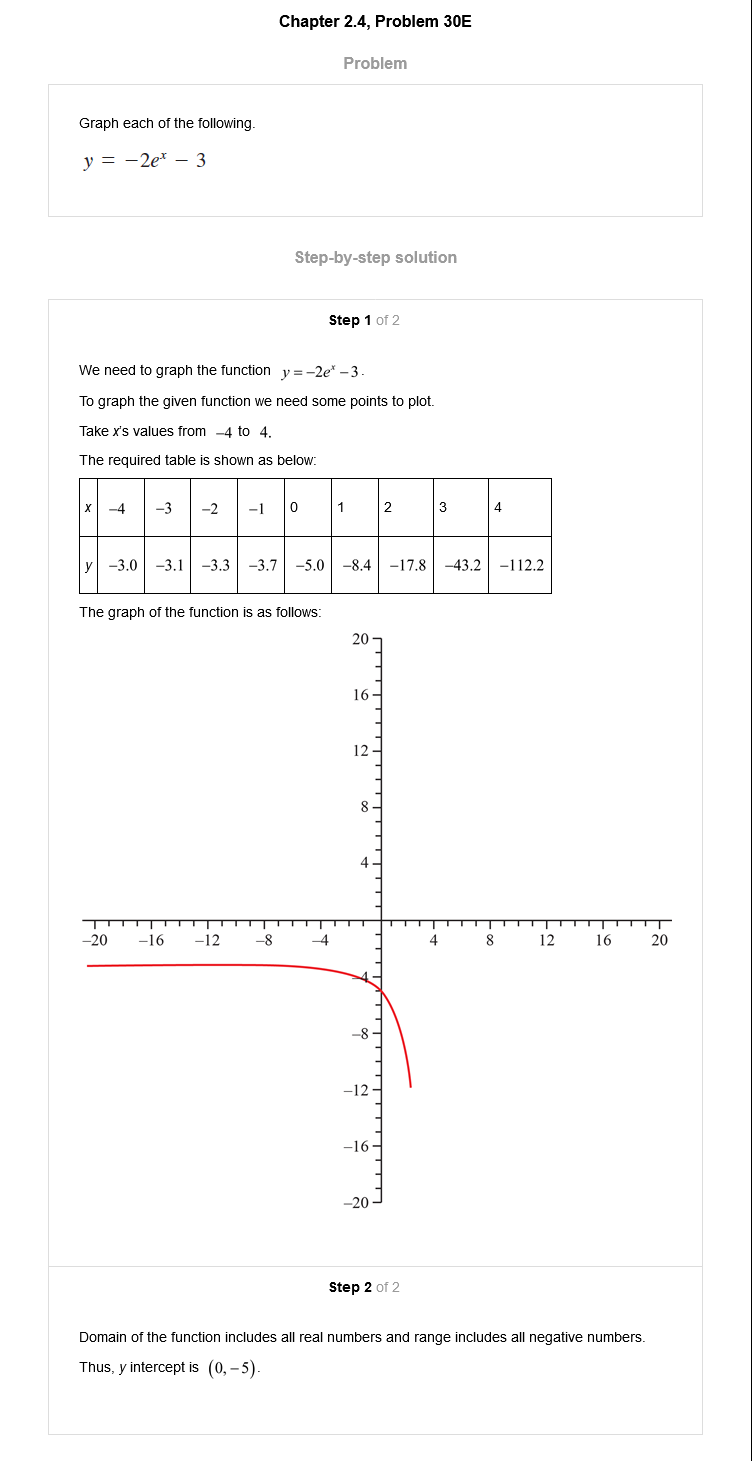 Chapter 2.4, Problem 30E
Problem
Graph each of the following.
y = −2eˣ − 3
Step-by-step solution
Step 1 of 2
We need to graph the function y = −2eˣ − 3.
To graph the given function we need some points to plot.
Take x's values from −4 to 4.
The required table is shown as below:
x −4 −3 −2 −1 0 1 2 3 4
y −3.0 −3.1 −3.3 −3.7 −5.0 −8.4 −17.8 −43.2 −112.2
The graph of the function is as follows:
20
16
12
8
4
−20 −16 −12 −8 −4 4 8 12 16 20
−4
−8
−12
−16
−20
Step 2 of 2
Domain of the function includes all real numbers and range includes all negative numbers.
Thus, y intercept is (0, −5).